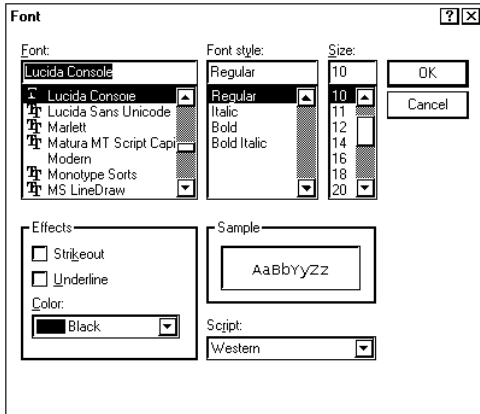 Font
Font: Font style: Size:
Lucida Console Regular 10 OK
Lucida Console Regular 10 Cancel
Lucida Sans Unicode Italic 11
Marlett Bold 12
Matura MT Script Capi Bold Italic 14
Modern 16
Monotype Sorts 18
MS LineDraw 20
Effects Sample
Strikeout AaBbYyZz
Underline
Color:
Black
Script:
Western